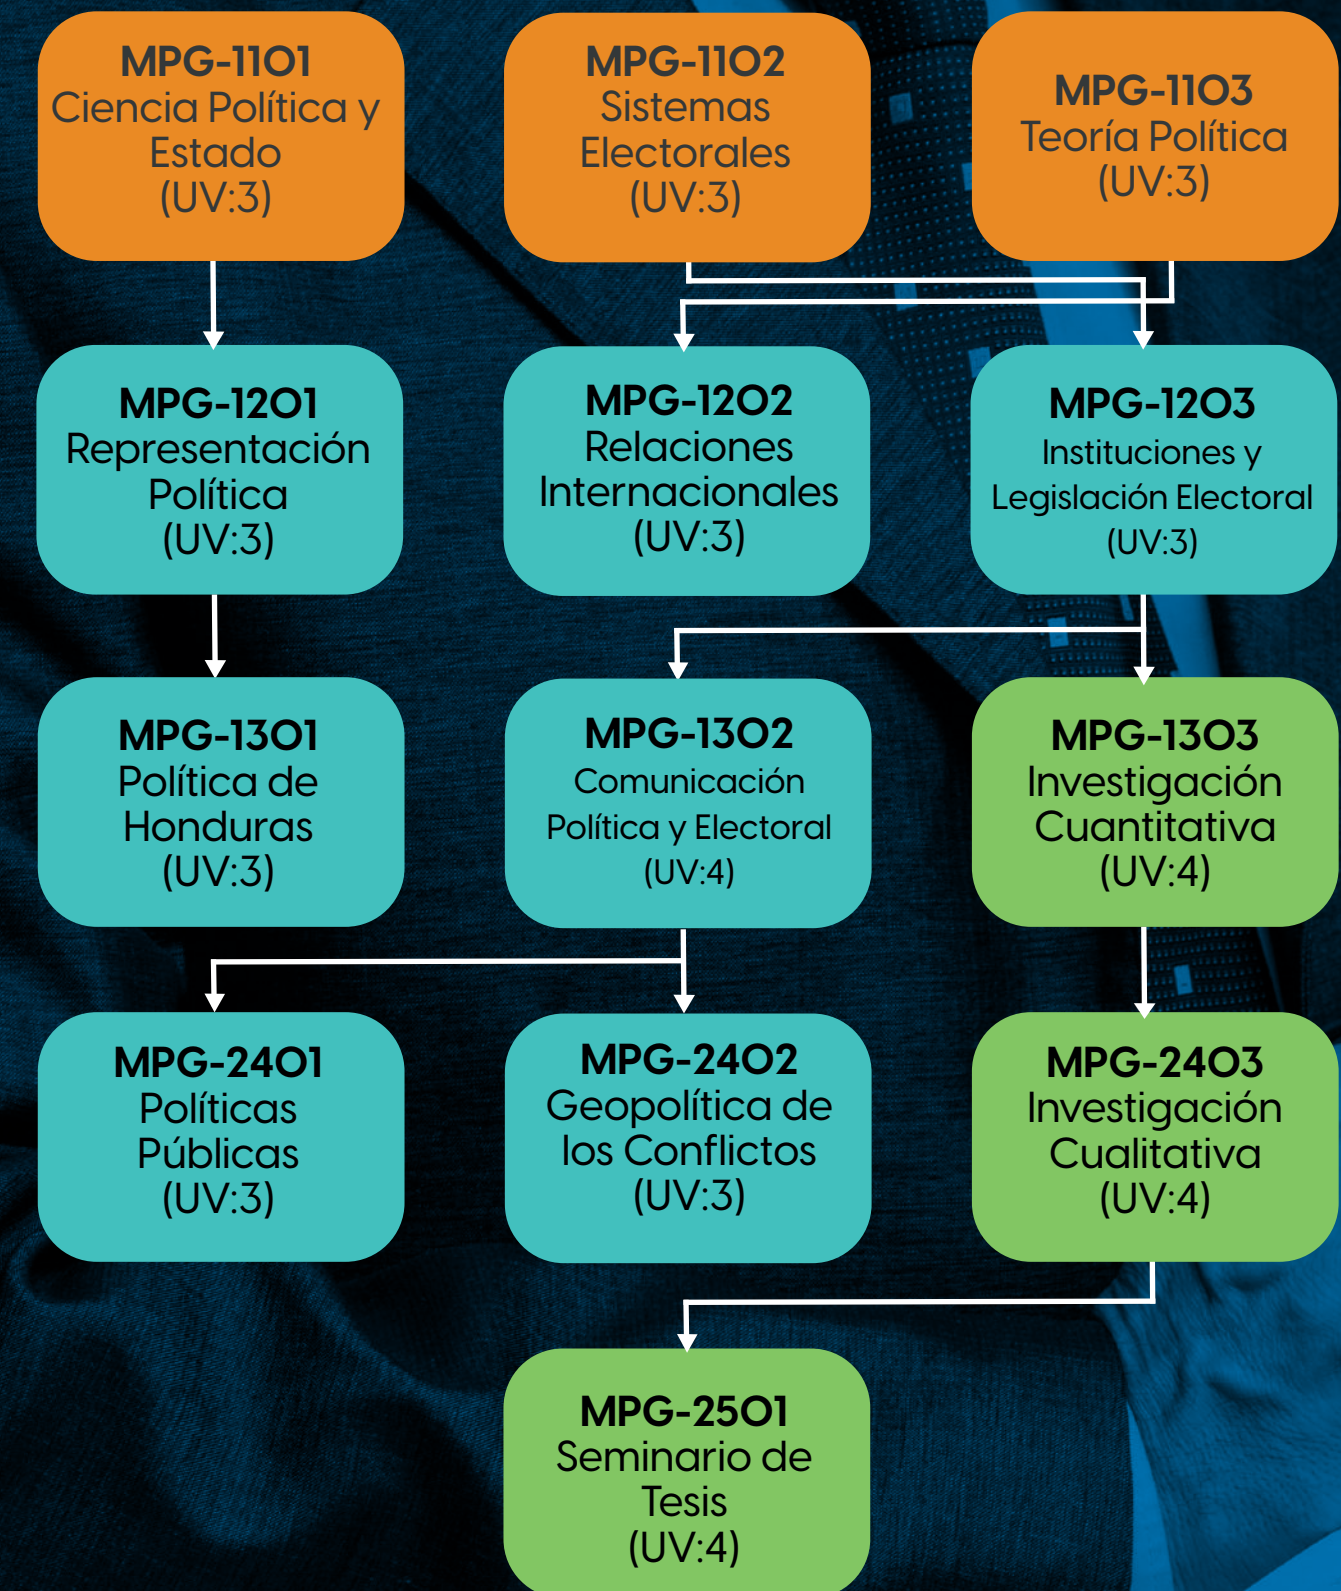 MPG-1101
Ciencia Política y
Estado
(UV:3)
MPG-1102
Sistemas
Electorales
(UV:3)
MPG-1103
Teoría Política
(UV:3)
MPG-1201
Representación
Política
(UV:3)
MPG-1202
Relaciones
Internacionales
(UV:3)
MPG-1203
Instituciones y
Legislación Electoral
(UV:3)
MPG-1301
Política de
Honduras
(UV:3)
MPG-1302
Comunicación
Política y Electoral
(UV:4)
MPG-1303
Investigación
Cuantitativa
(UV:4)
MPG-2401
Políticas
Públicas
(UV:3)
MPG-2402
Geopolítica de
los Conflictos
(UV:3)
MPG-2403
Investigación
Cualitativa
(UV:4)
MPG-2501
Seminario de
Tesis
(UV:4)